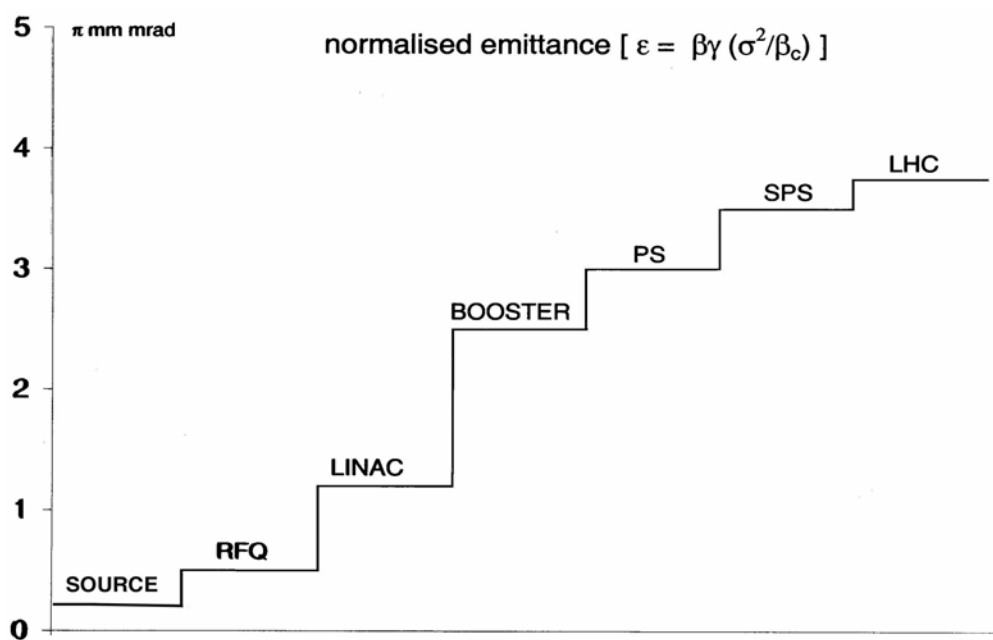 5
π mm mrad
normalised emittance [ ε = βγ (σ²/βc) ]
4
LHC
SPS
3
PS
BOOSTER
2
LINAC
1
RFQ
SOURCE
0